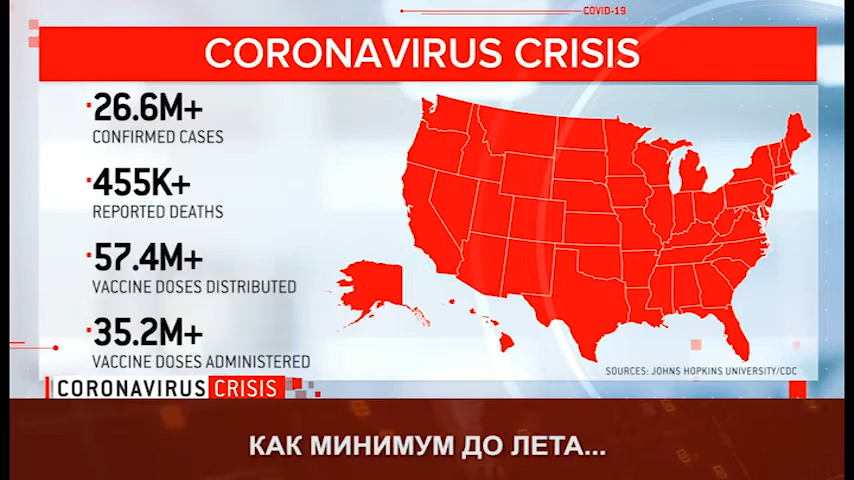 COVID-19
CORONAVIRUS CRISIS
26.6M+
CONFIRMED CASES
455K+
REPORTED DEATHS
57.4M+
VACCINE DOSES DISTRIBUTED
35.2M+
VACCINE DOSES ADMINISTERED
SOURCES: JOHNS HOPKINS UNIVERSITY/CDC
CORONAVIRUS CRISIS
КАК МИНИМУМ ДО ЛЕТА...